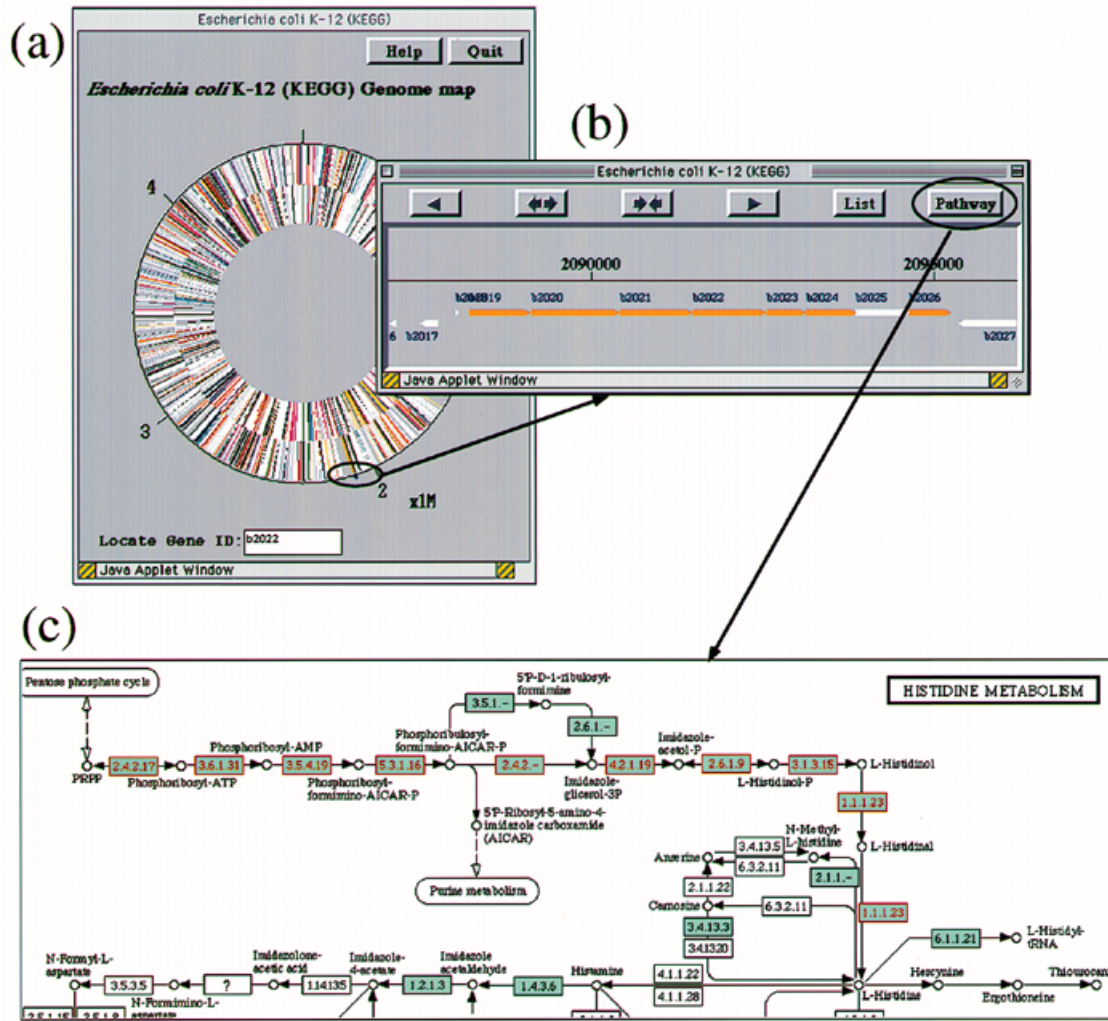 (a)
Escherichia coli K-12 (KEGG)
Help
Quit
Escherichia coli K-12 (KEGG) Genome map
4
3
2
x1M
Locate Gene ID:
b2022
Java Applet Window
(b)
Escherichia coli K-12 (KEGG)
List
Pathway
2090000
2095000
b2019
b2020
b2021
b2022
b2023
b2024
b2025
b2026
6
b2017
b2027
Java Applet Window
(c)
Pentose phosphate cycle
5'P-D-1-ribulosyl-
formimine
HISTIDINE METABOLISM
3.5.1.-
2.6.1.-
Phosphoribosyl-AMP
Phosphoribulosyl-
formimino-AICAR-P
Imidazole-
acetol-P
2.4.2.17
3.6.1.31
3.5.4.19
5.3.1.16
2.4.2.-
4.2.1.19
2.6.1.9
3.1.3.15
L-Histidinol
PRPP
Phosphoribosyl-ATP
Phosphoribosyl-
formimino-AICAR-P
Imidazole-
glicerol-3P
L-Histidinol-P
1.1.1.23
5'P-Ribosyl-5-amino-4-
imidazole carboxamide
(AICAR)
N-Methyl-
L-histidine
3.4.13.5
L-Histidinal
Anserine
6.3.2.11
2.1.1.-
Purine metabolism
2.1.1.22
Carnosine
6.3.2.11
1.1.1.23
3.4.13.3
3.4.13.20
6.1.1.21
L-Histidyl-
tRNA
N-Formyl-L-
aspartate
Imidazolone-
acetic acid
Imidazole-
4-acetate
Imidazole
acetaldehyde
Histamine
4.1.1.22
Hercynine
Thiourocan
3.5.3.5
?
1.14.13.5
1.2.1.3
1.4.3.6
4.1.1.28
L-Histidine
Ergothioneine
N-Formimino-L-
aspartate